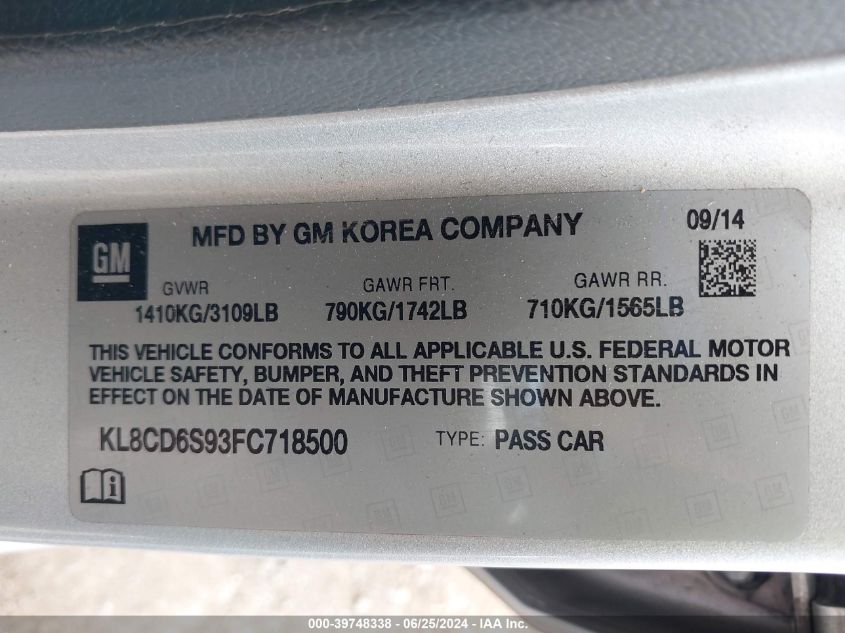 GM
MFD BY GM KOREA COMPANY
09/14
GVWR
GAWR FRT.
GAWR RR.
1410KG/3109LB
790KG/1742LB
710KG/1565LB
THIS VEHICLE CONFORMS TO ALL APPLICABLE U.S. FEDERAL MOTOR
VEHICLE SAFETY, BUMPER, AND THEFT PREVENTION STANDARDS IN
EFFECT ON THE DATE OF MANUFACTURE SHOWN ABOVE.
KL8CD6S93FC718500
TYPE: PASS CAR
000-39748338 - 06/25/2024 - IAA Inc.